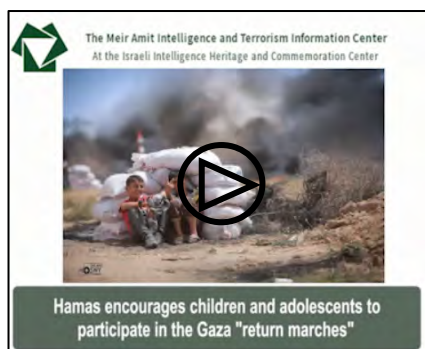 The Meir Amit Intelligence and Terrorism Information Center
At the Israeli Intelligence Heritage and Commemoration Center
Hamas encourages children and adolescents to
participate in the Gaza "return marches"